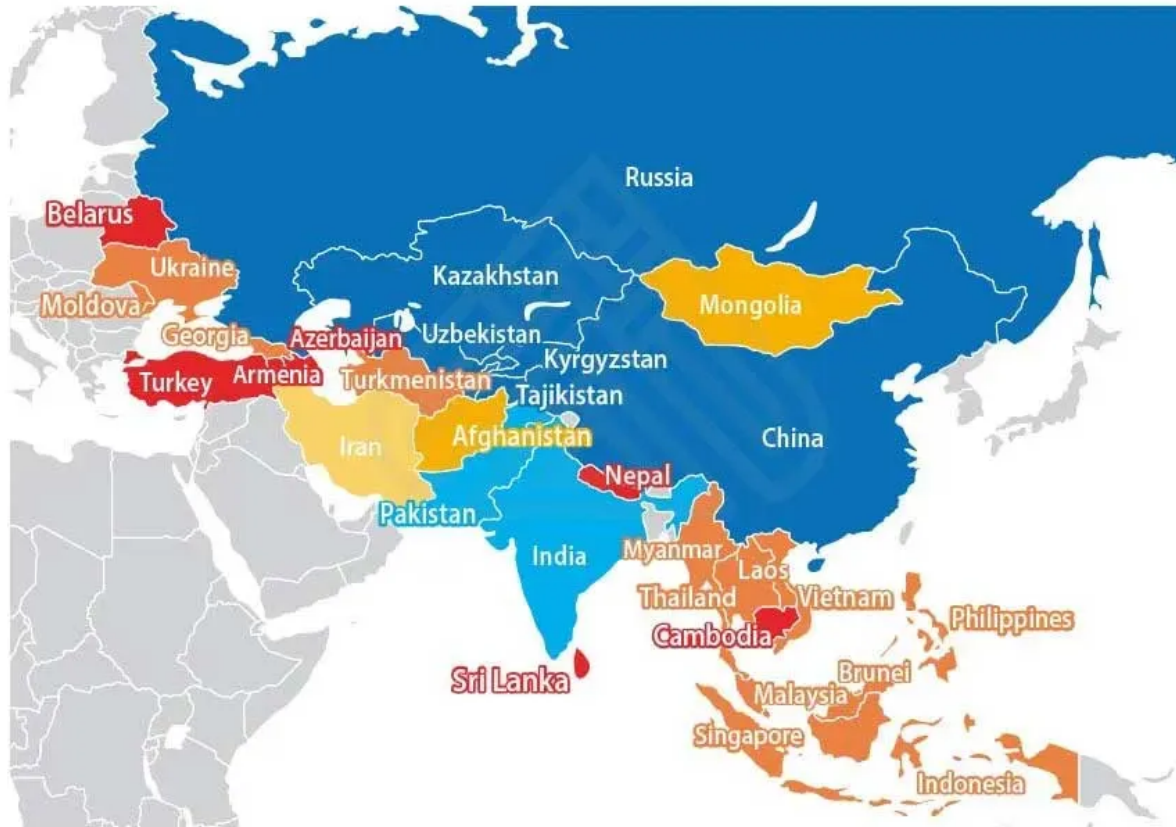 Russia
Belarus
Ukraine
Kazakhstan
Moldova
Mongolia
Georgia
Azerbaijan
Uzbekistan
Kyrgyzstan
Turkey
Armenia
Turkmenistan
Tajikistan
Iran
Afghanistan
China
Nepal
Pakistan
India
Myanmar
Laos
Thailand
Vietnam
Philippines
Cambodia
Sri Lanka
Brunei
Malaysia
Singapore
Indonesia